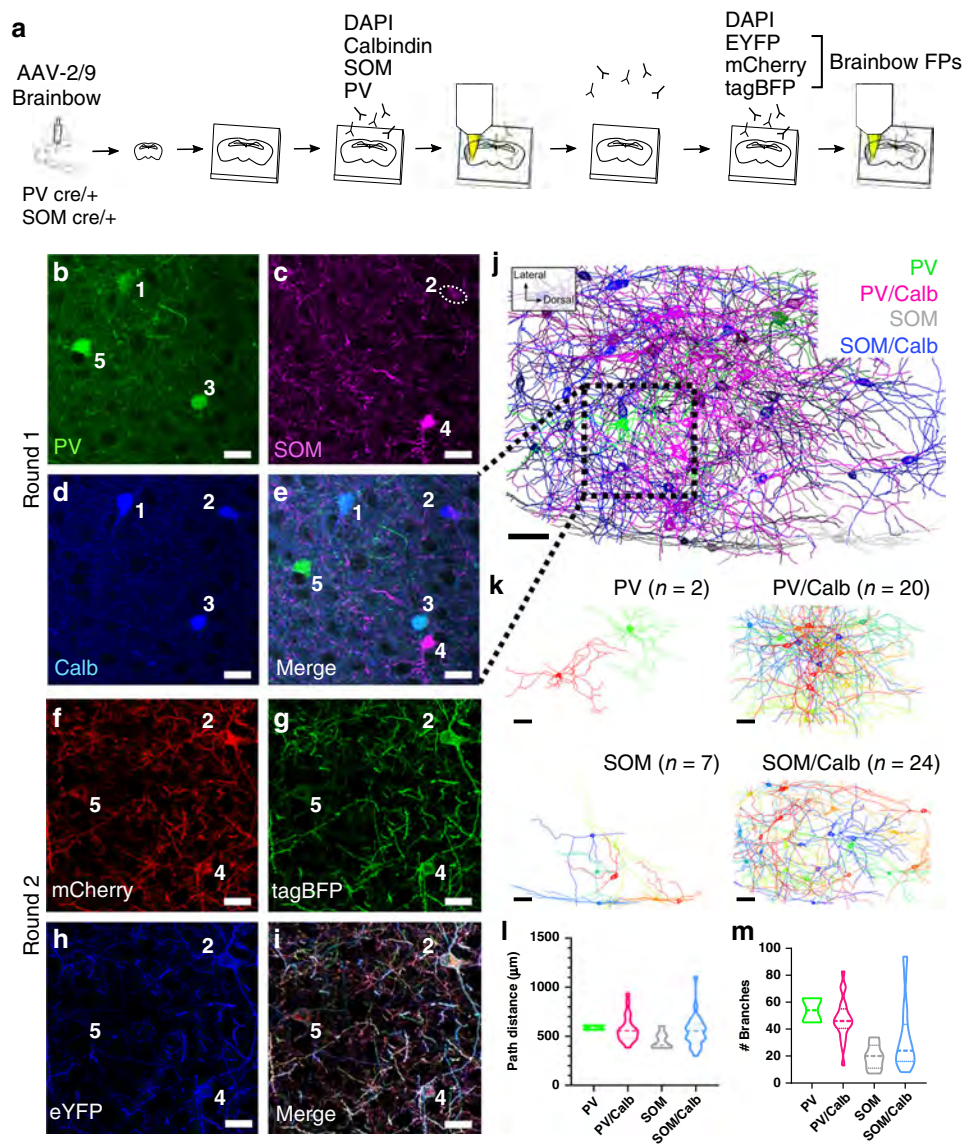 a
AAV-2/9
Brainbow
PV cre/+
SOM cre/+
DAPI
Calbindin
SOM
PV
DAPI
EYFP
mCherry
tagBFP
Brainbow FPs
Round 1
b
1
5
3
PV
c
2
4
SOM
d
1
2
3
Calb
e
1
2
5
3
4
Merge
Round 2
f
2
5
4
mCherry
g
2
5
4
tagBFP
h
2
5
4
eYFP
i
2
5
4
Merge
j
Lateral
Dorsal
PV
PV/Calb
SOM
SOM/Calb
k
PV (n = 2)
PV/Calb (n = 20)
SOM (n = 7)
SOM/Calb (n = 24)
l
Path distance (μm)
1500
1000
500
0
PV
PV/Calb
SOM
SOM/Calb
m
# Branches
100
80
60
40
20
0
PV
PV/Calb
SOM
SOM/Calb